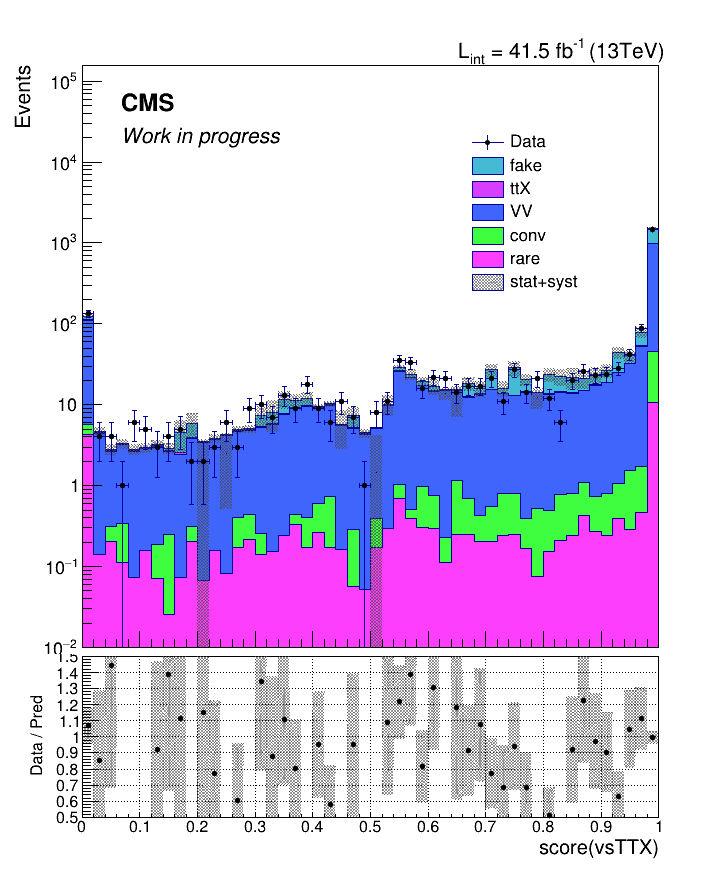 L_int = 41.5 fb^-1 (13TeV)
Events
10^5
10^4
10^3
10^2
10
1
10^−1
10^−2
CMS
Work in progress
Data
fake
ttX
VV
conv
rare
stat+syst
Data / Pred
1.5
1.4
1.3
1.2
1.1
1
0.9
0.8
0.7
0.6
0.5
0 0.1 0.2 0.3 0.4 0.5 0.6 0.7 0.8 0.9 1
score(vsTTX)